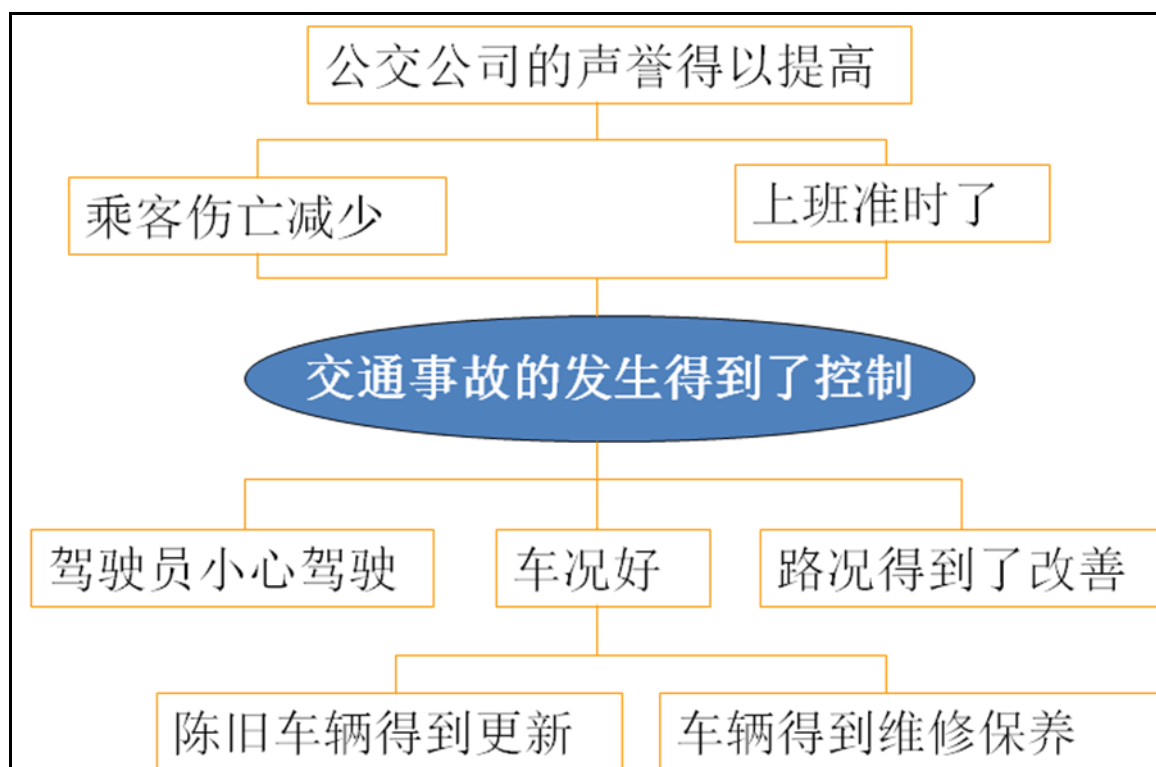 公交公司的声誉得以提高
乘客伤亡减少
上班准时了
交通事故的发生得到了控制
驾驶员小心驾驶
车况好
路况得到了改善
陈旧车辆得到更新
车辆得到维修保养